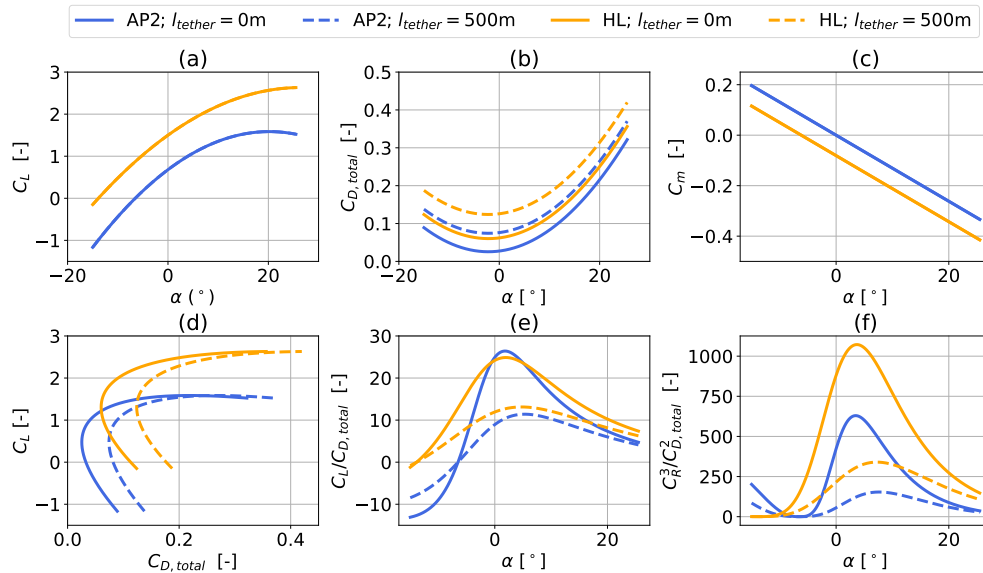 AP2; l_tether = 0m AP2; l_tether = 500m HL; l_tether = 0m HL; l_tether = 500m
(a)
C_L [-]
3
2
1
0
−1
−20 0 20
α (°)
(b)
C_D,total [-]
0.5
0.4
0.3
0.2
0.1
0.0
−20 0 20
α [°]
(c)
C_m [-]
0.2
0.0
−0.2
−0.4
0 20
α [°]
(d)
C_L [-]
3
2
1
0
−1
0.0 0.2 0.4
C_D,total [-]
(e)
C_L/C_D,total [-]
30
20
10
0
−10
0 20
α [°]
(f)
C_R^3/C_D,total^2 [-]
1000
750
500
250
0
0 20
α [°]